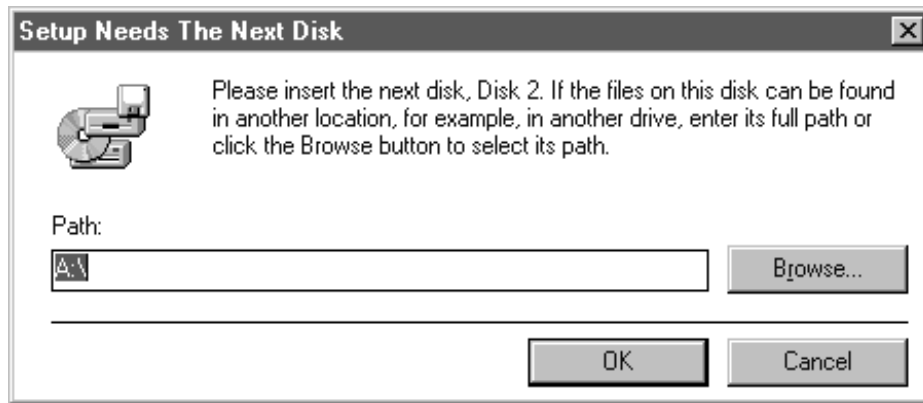 Setup Needs The Next Disk
Please insert the next disk, Disk 2. If the files on this disk can be found
in another location, for example, in another drive, enter its full path or
click the Browse button to select its path.
Path:
A:\
Browse...
OK
Cancel